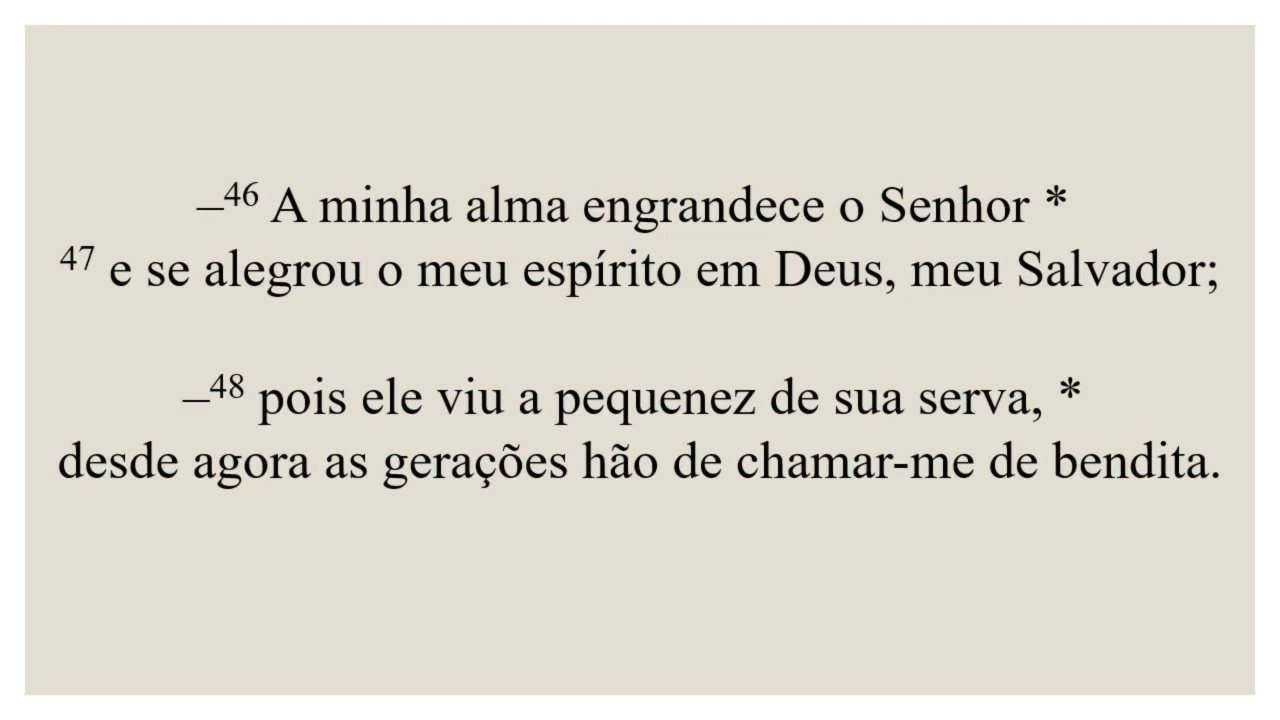 –⁴⁶ A minha alma engrandece o Senhor *
⁴⁷ e se alegrou o meu espírito em Deus, meu Salvador;
–⁴⁸ pois ele viu a pequenez de sua serva, *
desde agora as gerações hão de chamar-me de bendita.